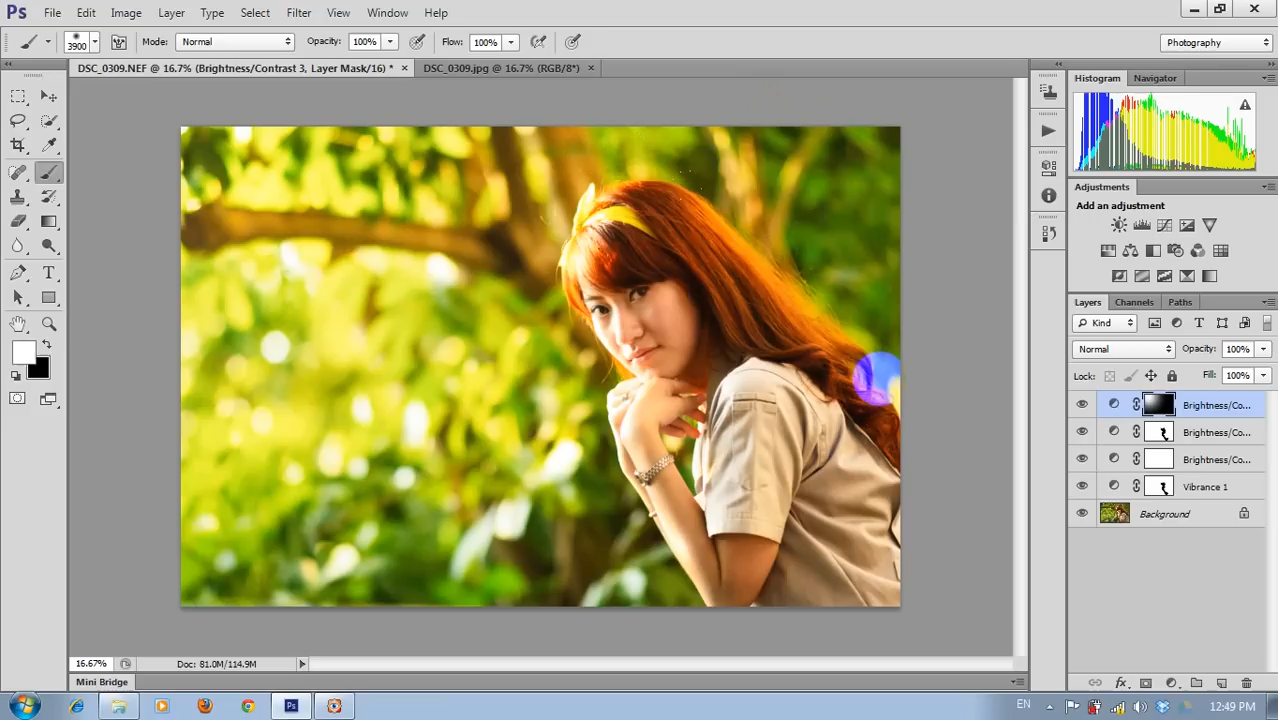 Ps File Edit Image Layer Type Select Filter View Window Help
3900 Mode: Normal Opacity: 100% Flow: 100% Photography
DSC_0309.NEF @ 16.7% (Brightness/Contrast 3, Layer Mask/16) * × DSC_0309.jpg @ 16.7% (RGB/8*) ×
Histogram Navigator
Adjustments
Add an adjustment
Layers Channels Paths
Kind
Normal Opacity: 100%
Lock: Fill: 100%
Brightness/Co...
Brightness/Co...
Brightness/Co...
Vibrance 1
Background
16.67% Doc: 81.0M/114.9M
Mini Bridge
Ps EN 12:49 PM